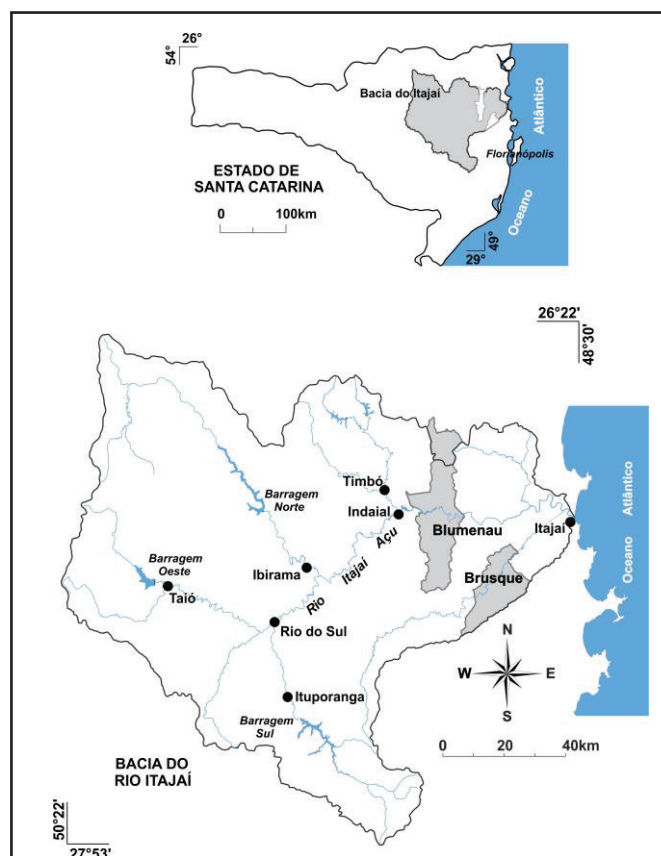 26°
54°
Bacia do Itajaí
Atlântico
Florianópolis
ESTADO DE
SANTA CATARINA
Oceano
0 100km
49°
29°
26°22'
48°30'
Timbó
Barragem
Norte
Indaial
Açu
Itajaí
Atlântico
Blumenau
Barragem
Oeste
Ibirama
Itajaí
Oceano
Brusque
Taió
Rio
Rio do Sul
N
W E
S
Ituporanga
Barragem
Sul
0 20 40km
BACIA DO
RIO ITAJAÍ
50°22'
27°53'